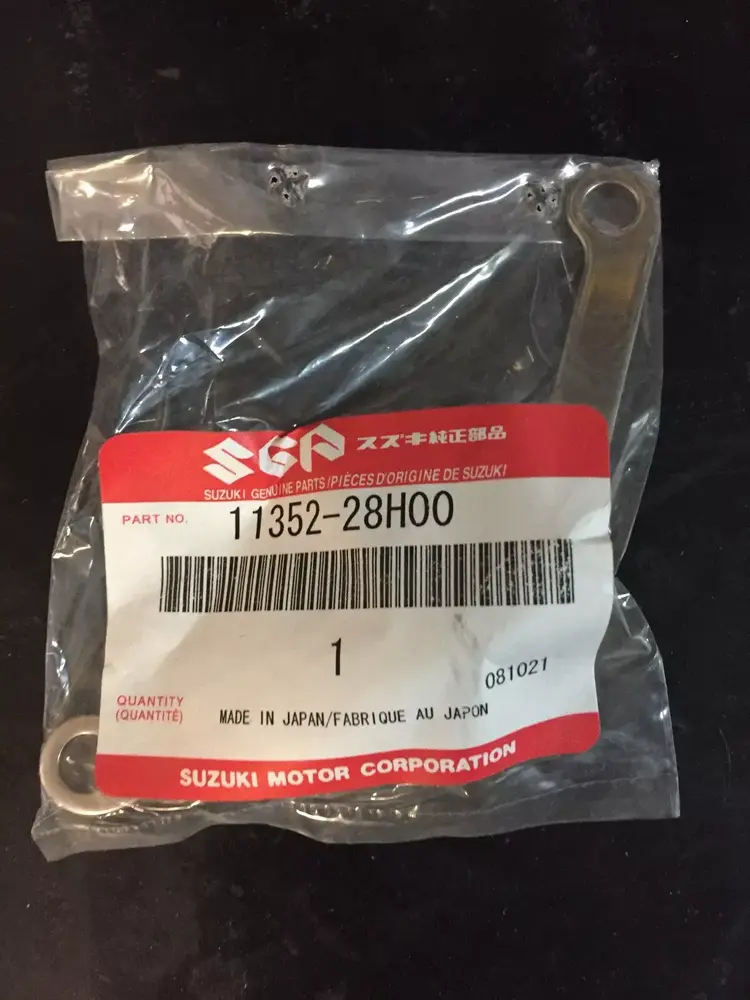 SGP スズキ純正部品
SUZUKI GENUINE PARTS/PIÈCES D'ORIGINE DE SUZUKI
PART NO. 11352-28H00
1
081021
QUANTITY
(QUANTITÉ)
MADE IN JAPAN/FABRIQUE AU JAPON
SUZUKI MOTOR CORPORATION